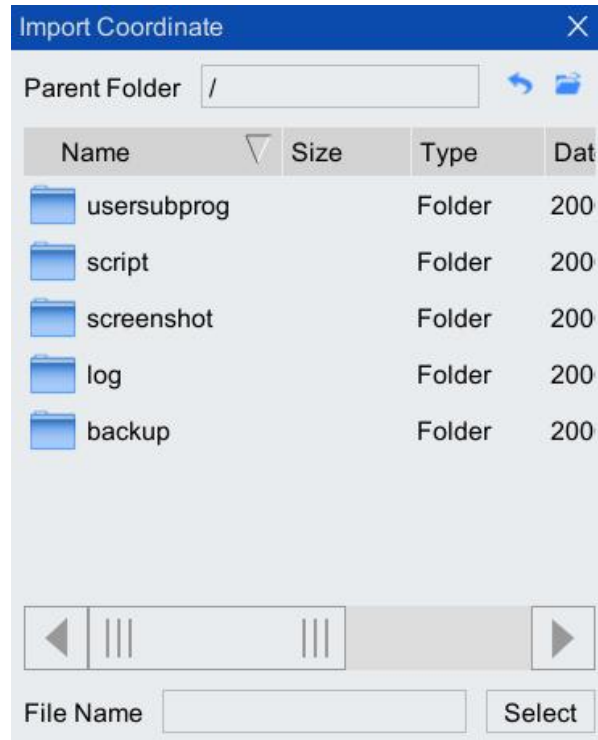 Import Coordinate
Parent Folder /
Name Size Type Dat
usersubprog Folder 200
script Folder 200
screenshot Folder 200
log Folder 200
backup Folder 200
File Name Select